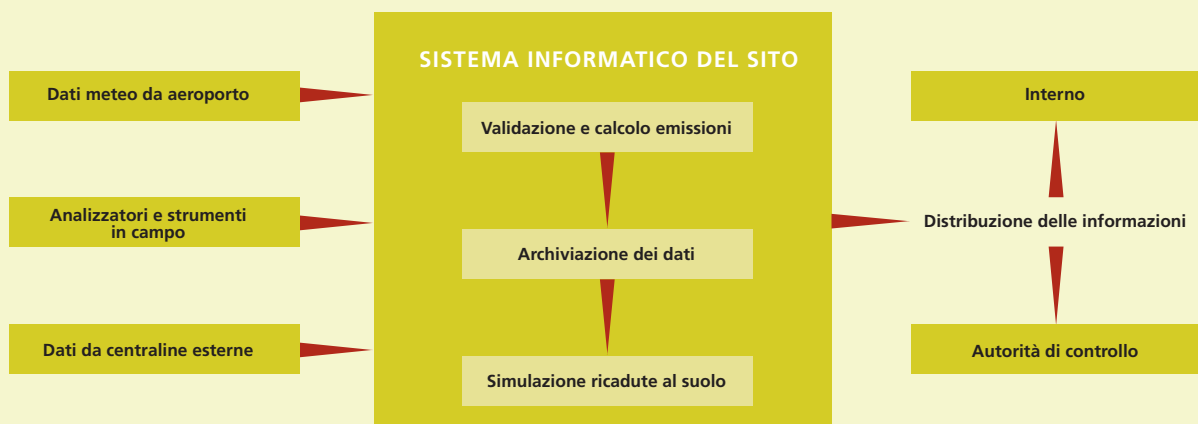 SISTEMA INFORMATICO DEL SITO
Dati meteo da aeroporto
Analizzatori e strumenti
in campo
Dati da centraline esterne
Validazione e calcolo emissioni
Archiviazione dei dati
Simulazione ricadute al suolo
Interno
Distribuzione delle informazioni
Autorità di controllo